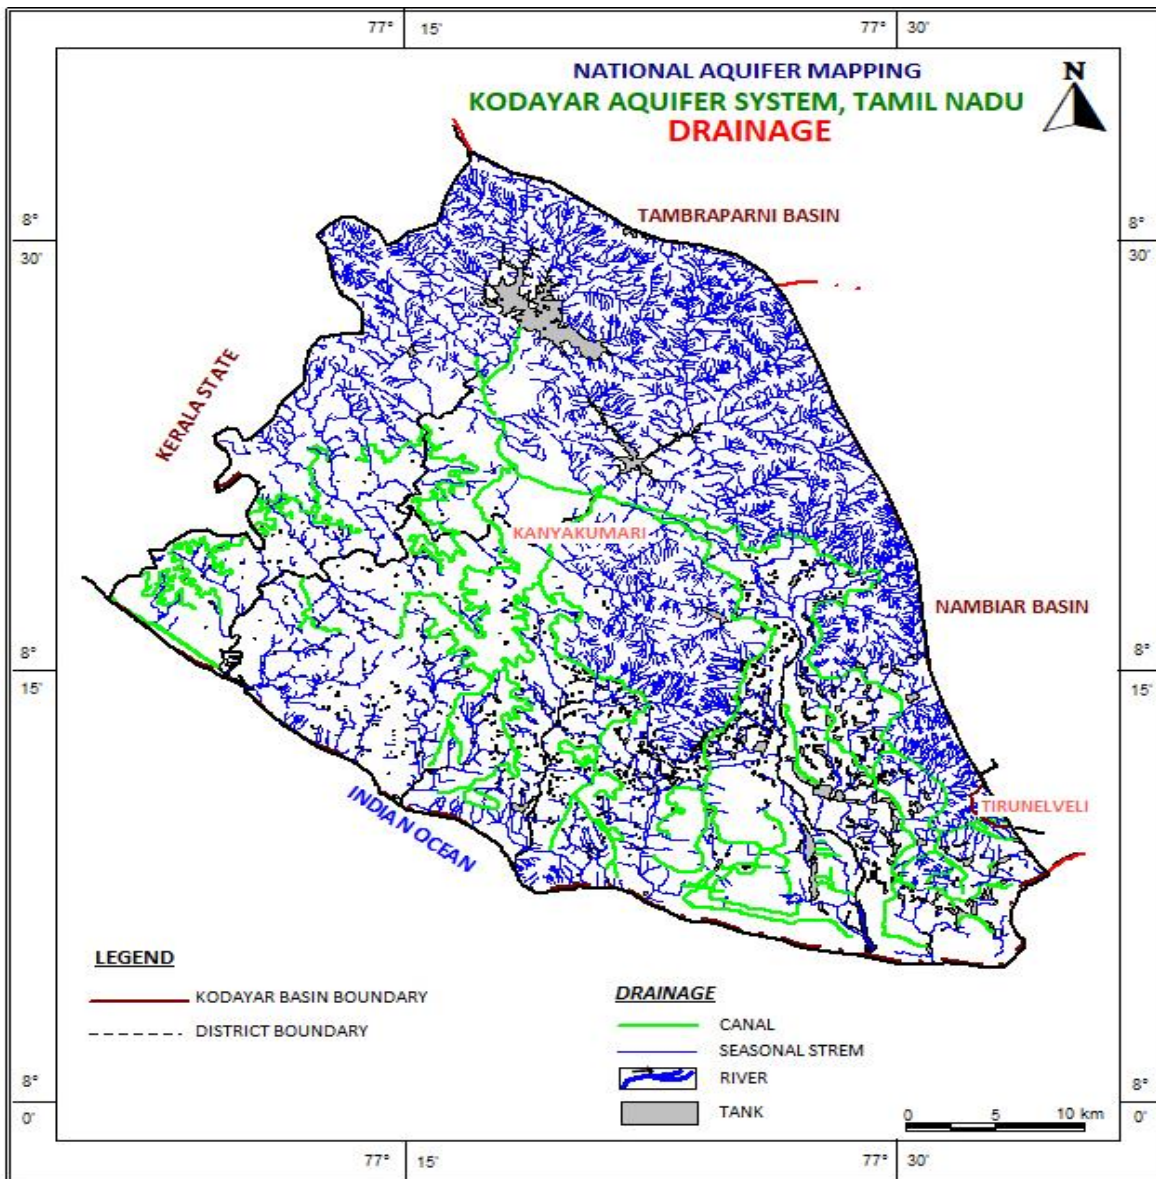 77° 15' 77° 30'
NATIONAL AQUIFER MAPPING
KODAYAR AQUIFER SYSTEM, TAMIL NADU
DRAINAGE
N
TAMBRAPARNI BASIN
8° 8°
30' 30'
KERALA STATE
KANYAKUMARI
NAMBIAR BASIN
8° 8°
15' 15'
INDIAN OCEAN
TIRUNELVELI
LEGEND
KODAYAR BASIN BOUNDARY
DISTRICT BOUNDARY
DRAINAGE
CANAL
SEASONAL STREM
RIVER
TANK
8° 8°
0' 0'
0 5 10 km
77° 15' 77° 30'